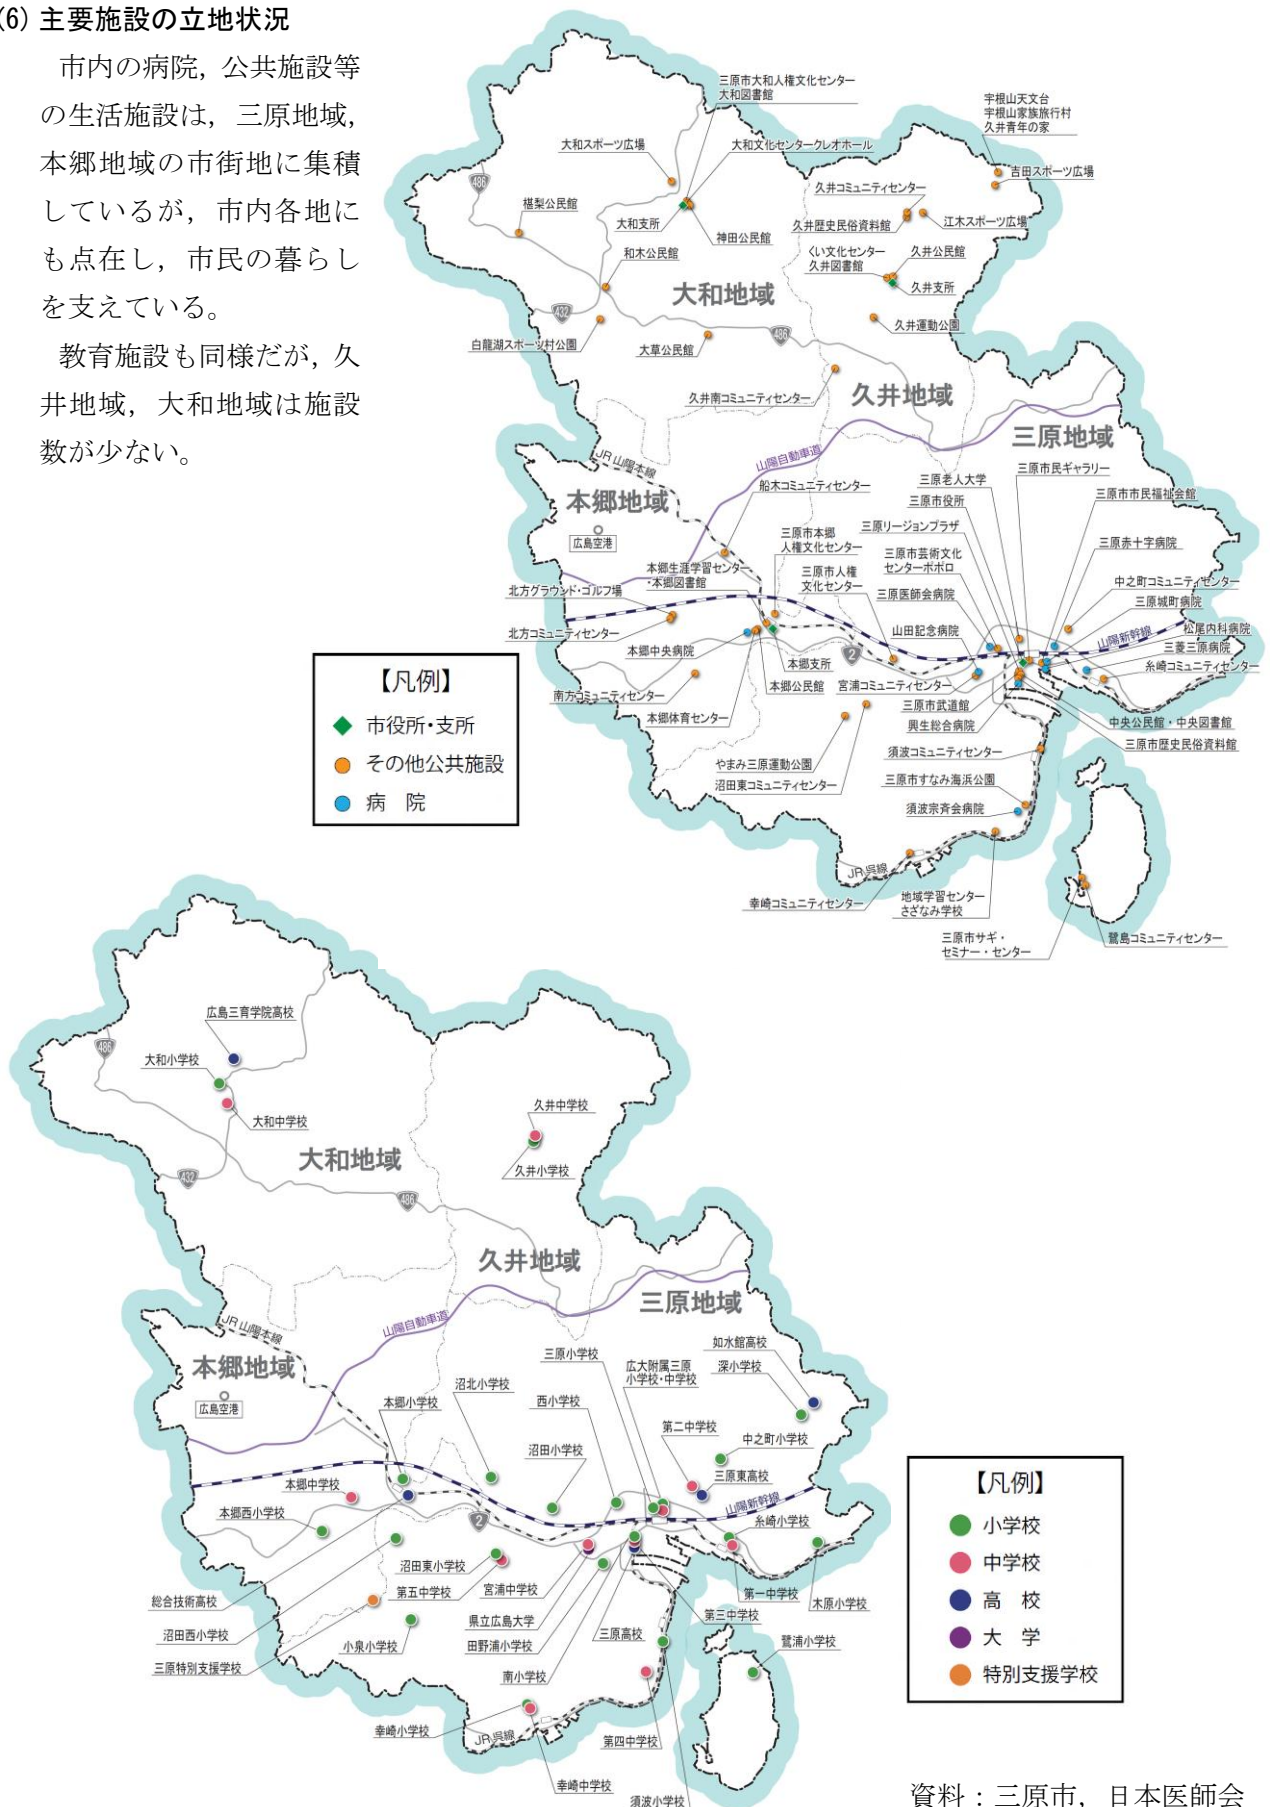 (6) 主要施設の立地状況
市内の病院，公共施設等
の生活施設は，三原地域，
本郷地域の市街地に集積
しているが，市内各地に
も点在し，市民の暮らし
を支えている。
教育施設も同様だが，久
井地域，大和地域は施設
数が少ない。
三原市大和人権文化センター
大和図書館
宇根山天文台
宇根山家族旅行村
久井青年の家
大和スポーツ広場
大和文化センタークレオホール
吉田スポーツ広場
486
久井コミュニティセンター
椹梨公館
大和支所
神田公民館
久井歴史民俗資料館
江木スポーツ広場
和木公民館
くい文化センター
久井図書館
久井公民館
大和地域
久井支所
432
久井運動公園
白龍湖スポーツ村公園
大草公民館
486
久井南コミュニティセンター
久井地域
三原地域
JR山陽本線
山陽自動車道
船木コミュニティセンター
三原老人大学
三原市民ギャラリー
本郷地域
三原市役所
三原市市民福祉会館
広島空港
三原市本郷
人権文化センター
三原リージョンプラザ
三原赤十字病院
三原市芸術文化
センターポポロ
本郷生涯学習センター
・本郷図書館
三原市人権
文化センター
中之町コミュニティセンター
北方グラウンド・ゴルフ場
三原医師会病院
三原城町病院
北方コミュニティセンター
山田記念病院
山陽新幹線
松尾内科病院
本郷中央病院
本郷支所
2
三菱三原病院
糸崎コミュニティセンター
南方コミュニティセンター
本郷公民館
宮浦コミュニティセンター
本郷体育センター
三原市武道館
中央公民館・中央図書館
興生総合病院
三原市歴史民俗資料館
やまみ三原運動公園
須波コミュニティセンター
沼田東コミュニティセンター
三原市すなみ海浜公園
須波宗斉会病院
JR呉線
幸崎コミュニティセンター
地域学習センター
さざなみ学校
三原市サギ・
セミナー・センター
鷺島コミュニティセンター
【凡例】
市役所・支所
その他公共施設
病　院
広島三育学院高校
486
大和小学校
大和中学校
久井中学校
大和地域
久井小学校
432
486
久井地域
三原地域
JR山陽本線
山陽自動車道
本郷地域
広島空港
三原小学校
広大附属三原
小学校・中学校
如水館高校
深小学校
本郷小学校
沼北小学校
西小学校
第二中学校
沼田小学校
中之町小学校
本郷中学校
三原東高校
山陽新幹線
本郷西小学校
2
糸崎小学校
沼田東小学校
第五中学校
宮浦中学校
第一中学校
総合技術高校
県立広島大学
第三中学校
木原小学校
沼田西小学校
小泉小学校
田野浦小学校
三原高校
鷺浦小学校
三原特別支援学校
南小学校
幸崎小学校
JR呉線
第四中学校
幸崎中学校
須波小学校
【凡例】
小学校
中学校
高　校
大　学
特別支援学校
資料：三原市，日本医師会